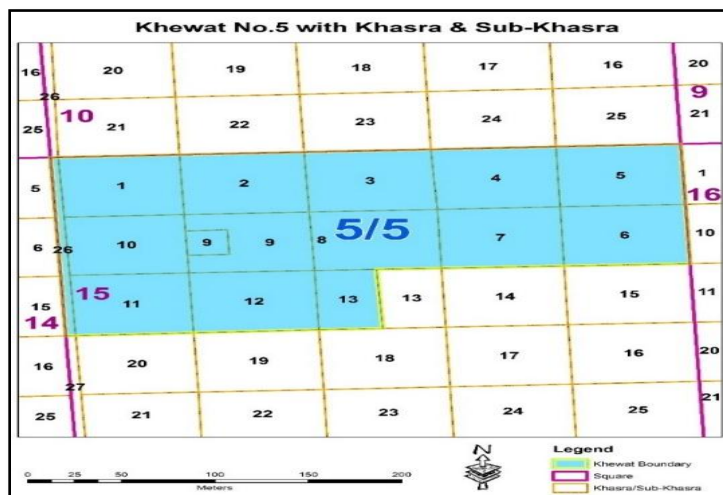 Khewat No.5 with Khasra & Sub-Khasra
16 20 19 18 17 16 20
26 9
10
25 21 22 23 24 25 21
5 1 2 3 4 5 1
16
5/5
6 26 10 9 9 8 7 6 10
15
15 11 12 13 13 14 15 11
14
16 20 19 18 17 16 20
27
25 21 22 23 24 25 21
N
Legend
Khewat Boundary
Square
Khasra/Sub-Khasra
0 25 50 100 150 200
Meters